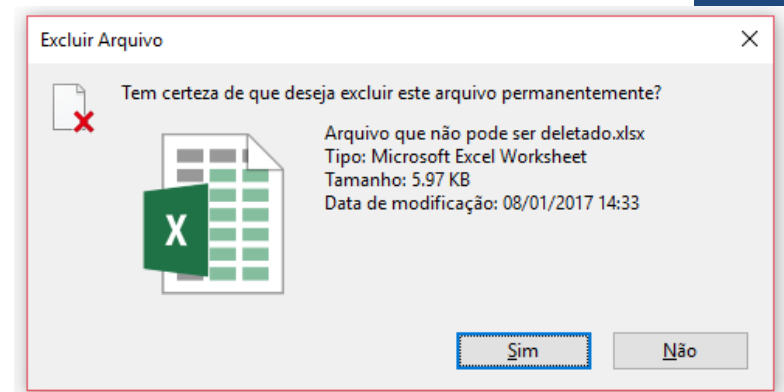 Excluir Arquivo
Tem certeza de que deseja excluir este arquivo permanentemente?
Arquivo que não pode ser deletado.xlsx
Tipo: Microsoft Excel Worksheet
Tamanho: 5.97 KB
Data de modificação: 08/01/2017 14:33
X
Sim
Não